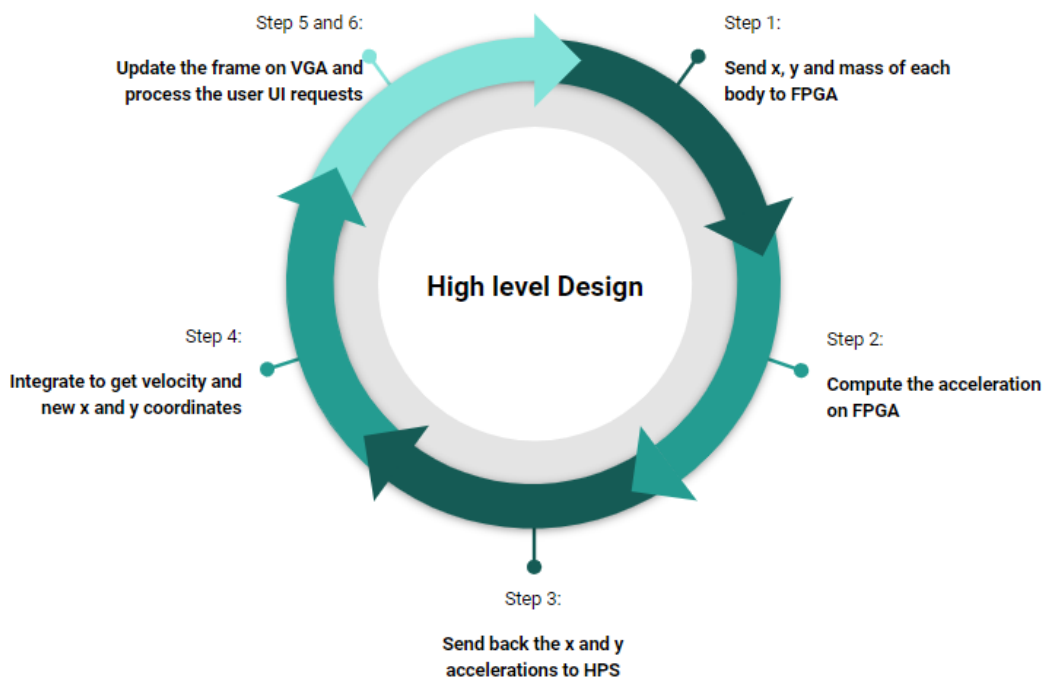 Step 5 and 6:
Update the frame on VGA and
process the user UI requests
Step 1:
Send x, y and mass of each
body to FPGA
High level Design
Step 4:
Integrate to get velocity and
new x and y coordinates
Step 2:
Compute the acceleration
on FPGA
Step 3:
Send back the x and y
accelerations to HPS